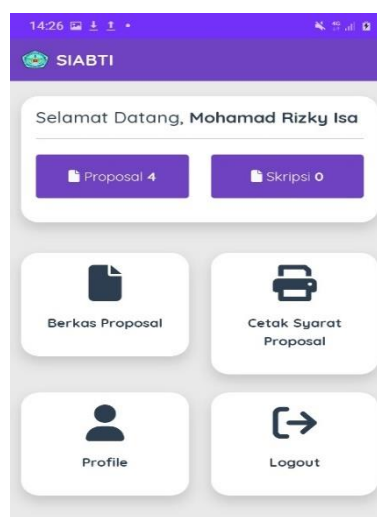 14:26
SIABTI
Selamat Datang, Mohamad Rizky Isa
Proposal 4
Skripsi 0
Berkas Proposal
Cetak Syarat
Proposal
Profile
Logout